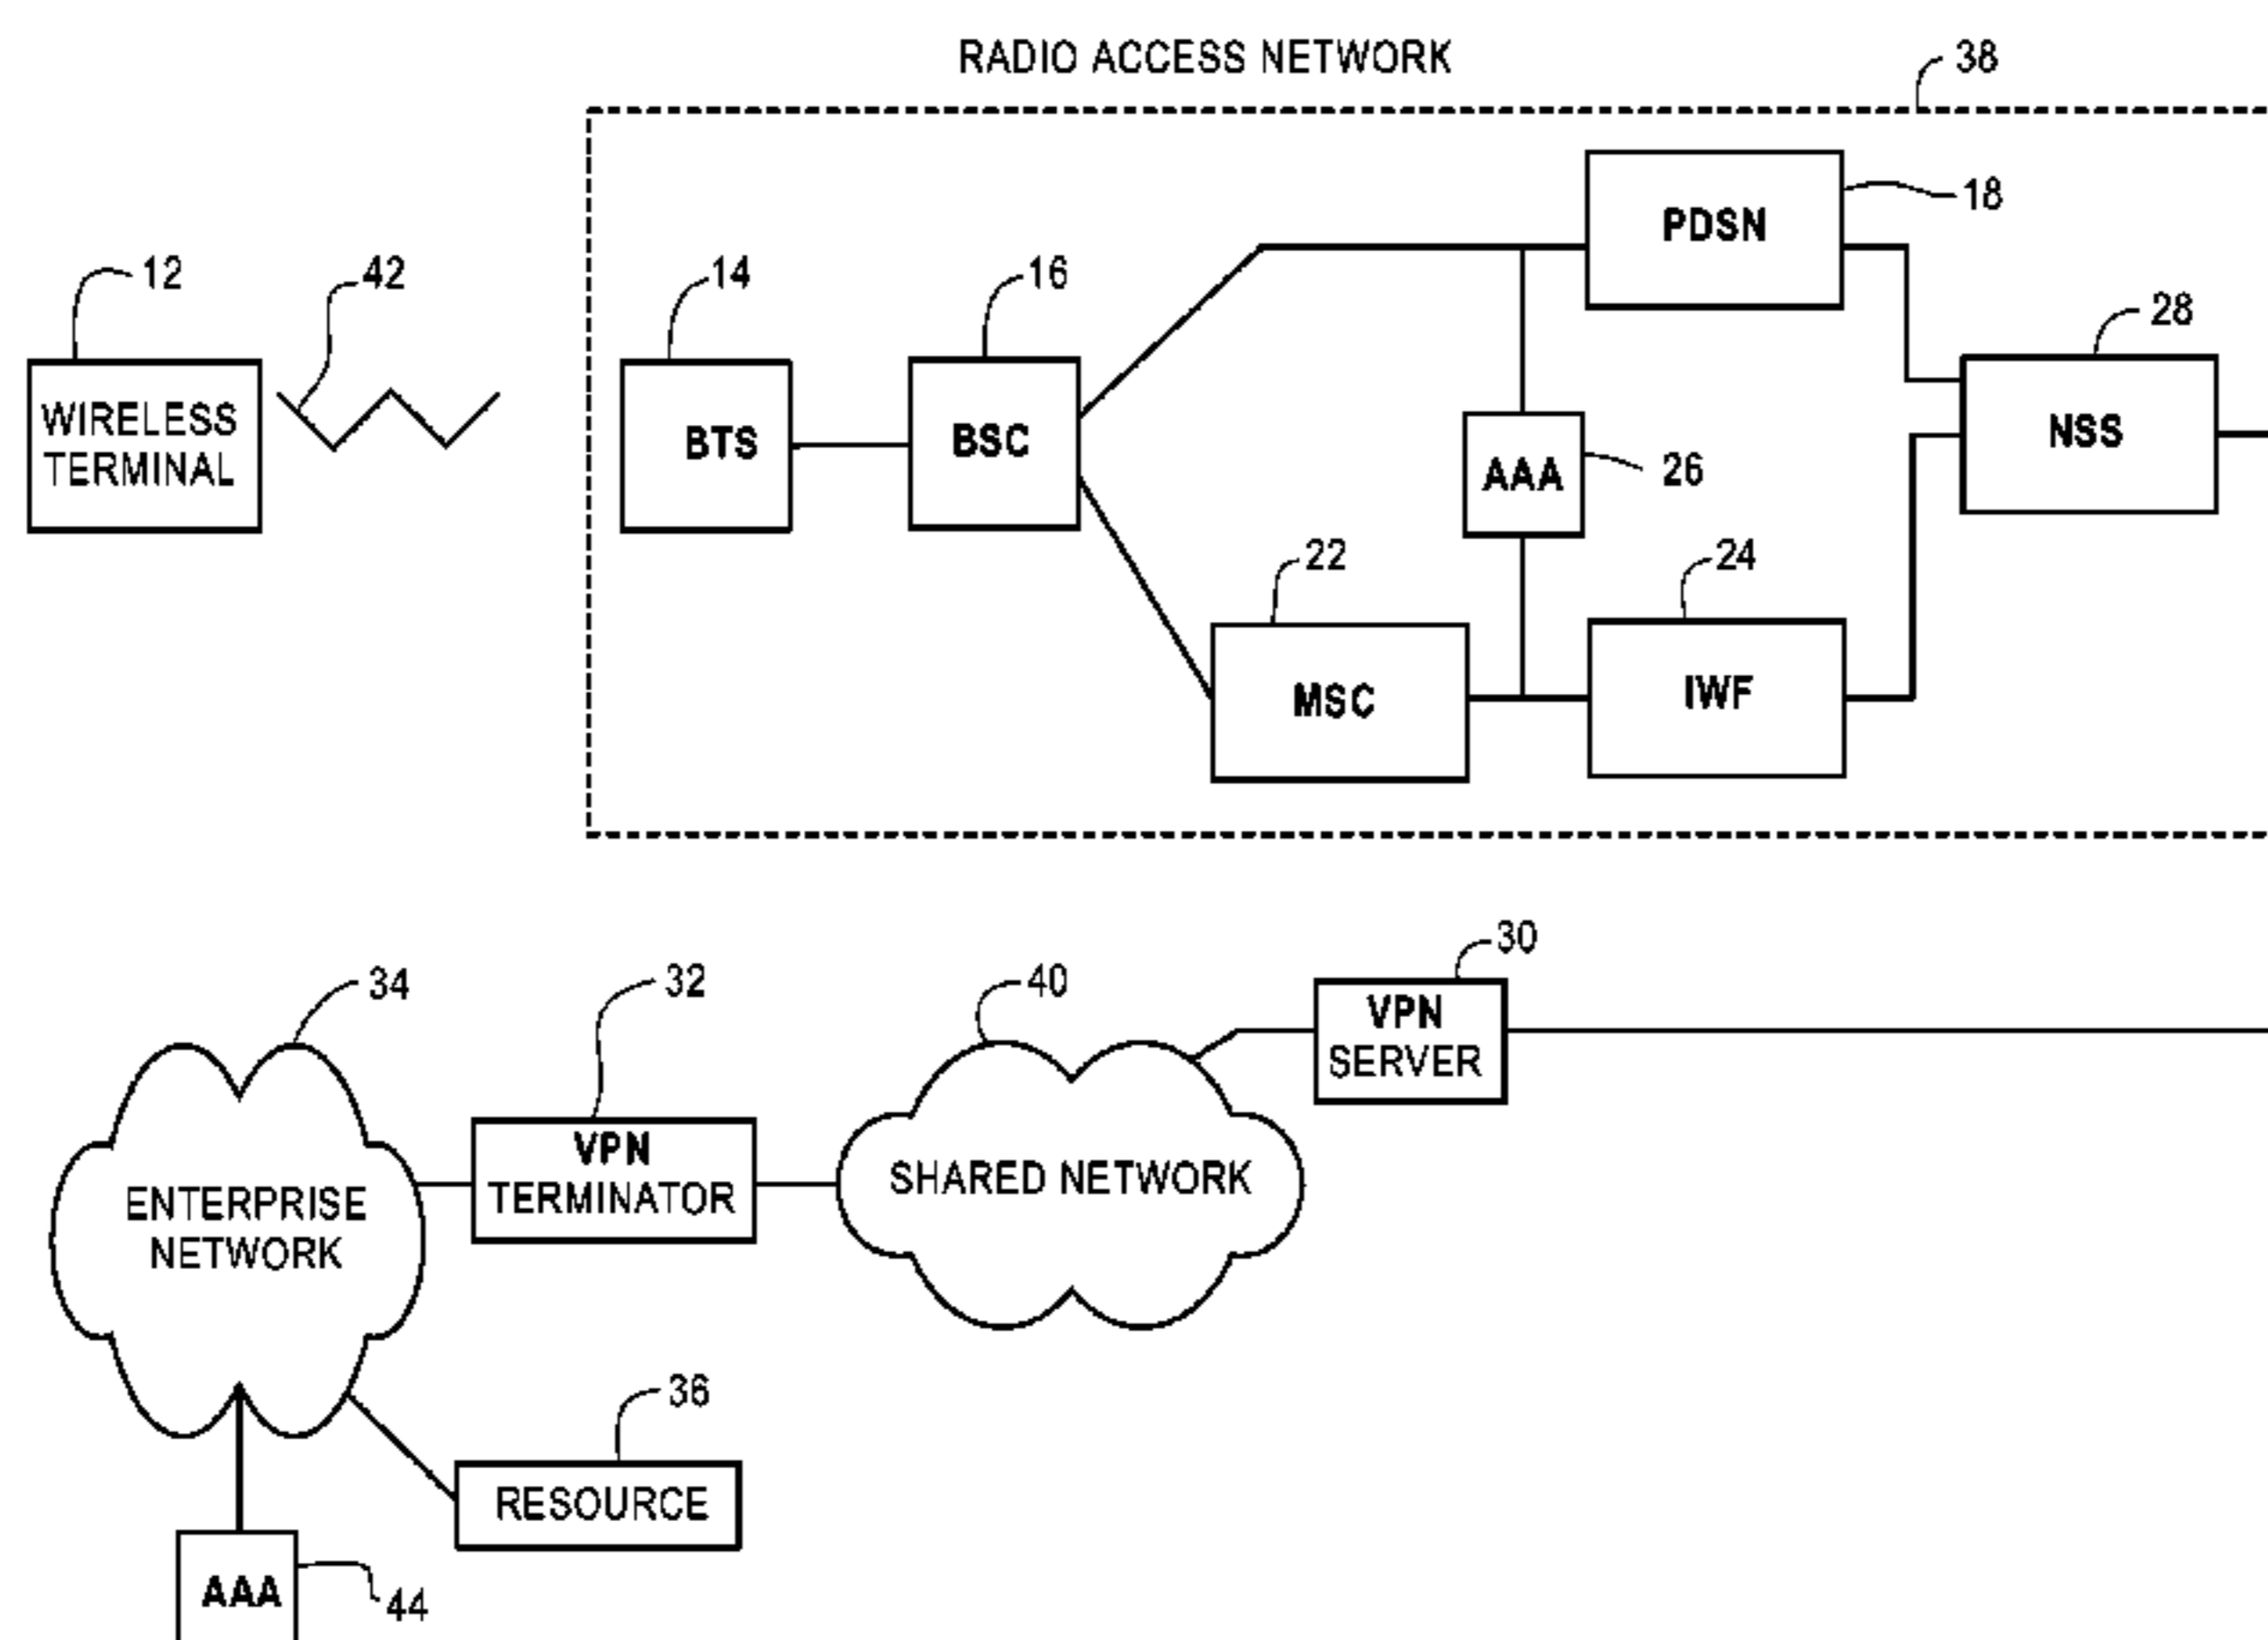 RADIO ACCESS NETWORK
38
18
PDSN
12
42
14
16
28
WIRELESS
TERMINAL
BTS
BSC
AAA
26
NSS
22
24
MSC
IWF
30
34
32
40
VPN
SERVER
VPN
TERMINATOR
SHARED NETWORK
ENTERPRISE
NETWORK
36
RESOURCE
AAA
44